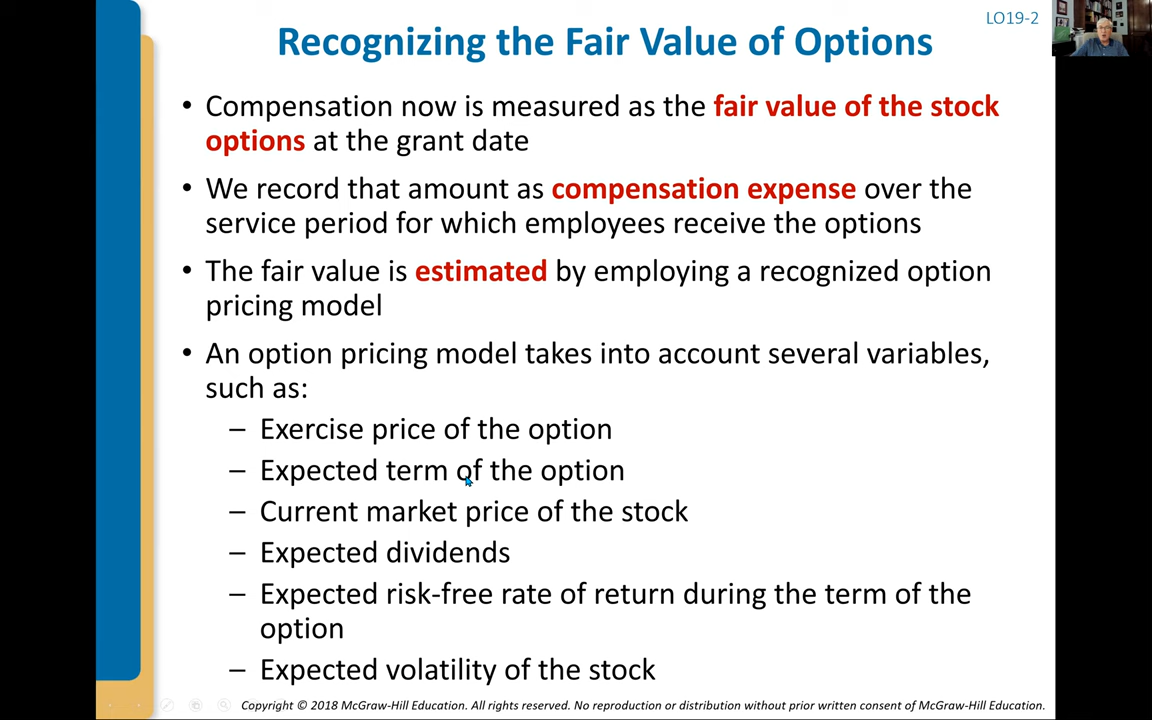 LO19-2
Recognizing the Fair Value of Options
• Compensation now is measured as the fair value of the stock
options at the grant date
• We record that amount as compensation expense over the
service period for which employees receive the options
• The fair value is estimated by employing a recognized option
pricing model
• An option pricing model takes into account several variables,
such as:
– Exercise price of the option
– Expected term of the option
– Current market price of the stock
– Expected dividends
– Expected risk-free rate of return during the term of the
option
– Expected volatility of the stock
Copyright © 2018 McGraw-Hill Education. All rights reserved. No reproduction or distribution without prior written consent of McGraw-Hill Education.